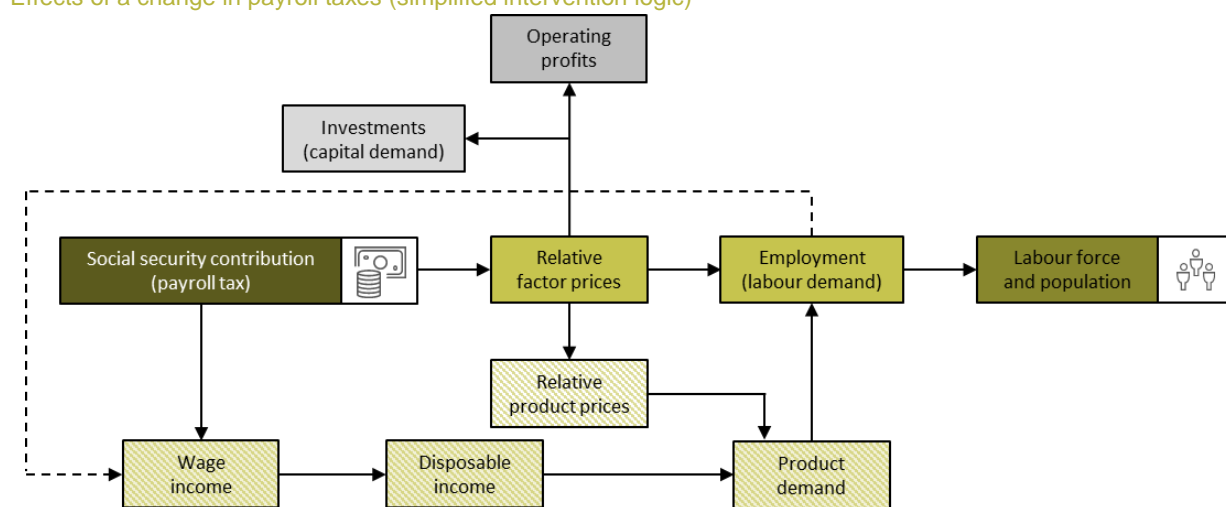 Effects of a change in payroll taxes (simplified intervention logic)
Operating
profits
Investments
(capital demand)
Social security contribution
(payroll tax)
Relative
factor prices
Employment
(labour demand)
Labour force
and population
Relative
product prices
Wage
income
Disposable
income
Product
demand